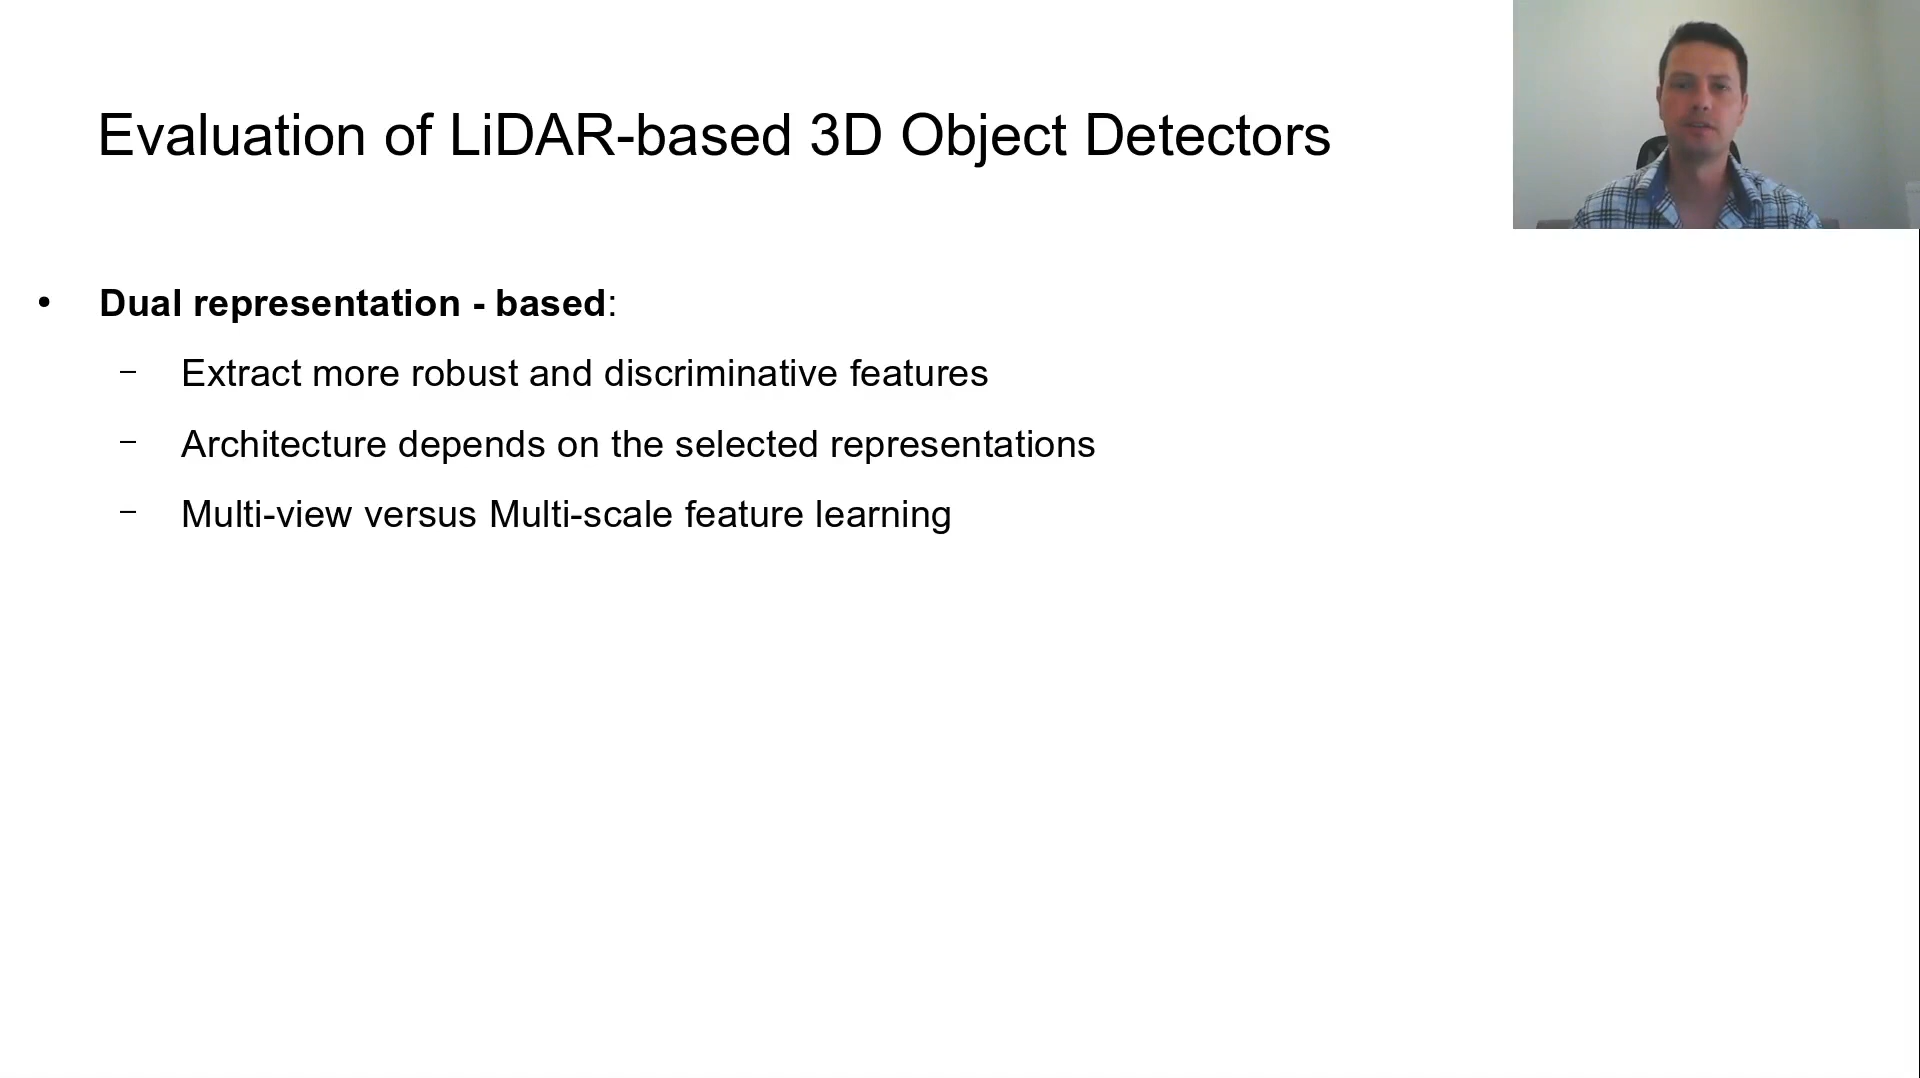 Evaluation of LiDAR-based 3D Object Detectors
• Dual representation - based:
– Extract more robust and discriminative features
– Architecture depends on the selected representations
– Multi-view versus Multi-scale feature learning